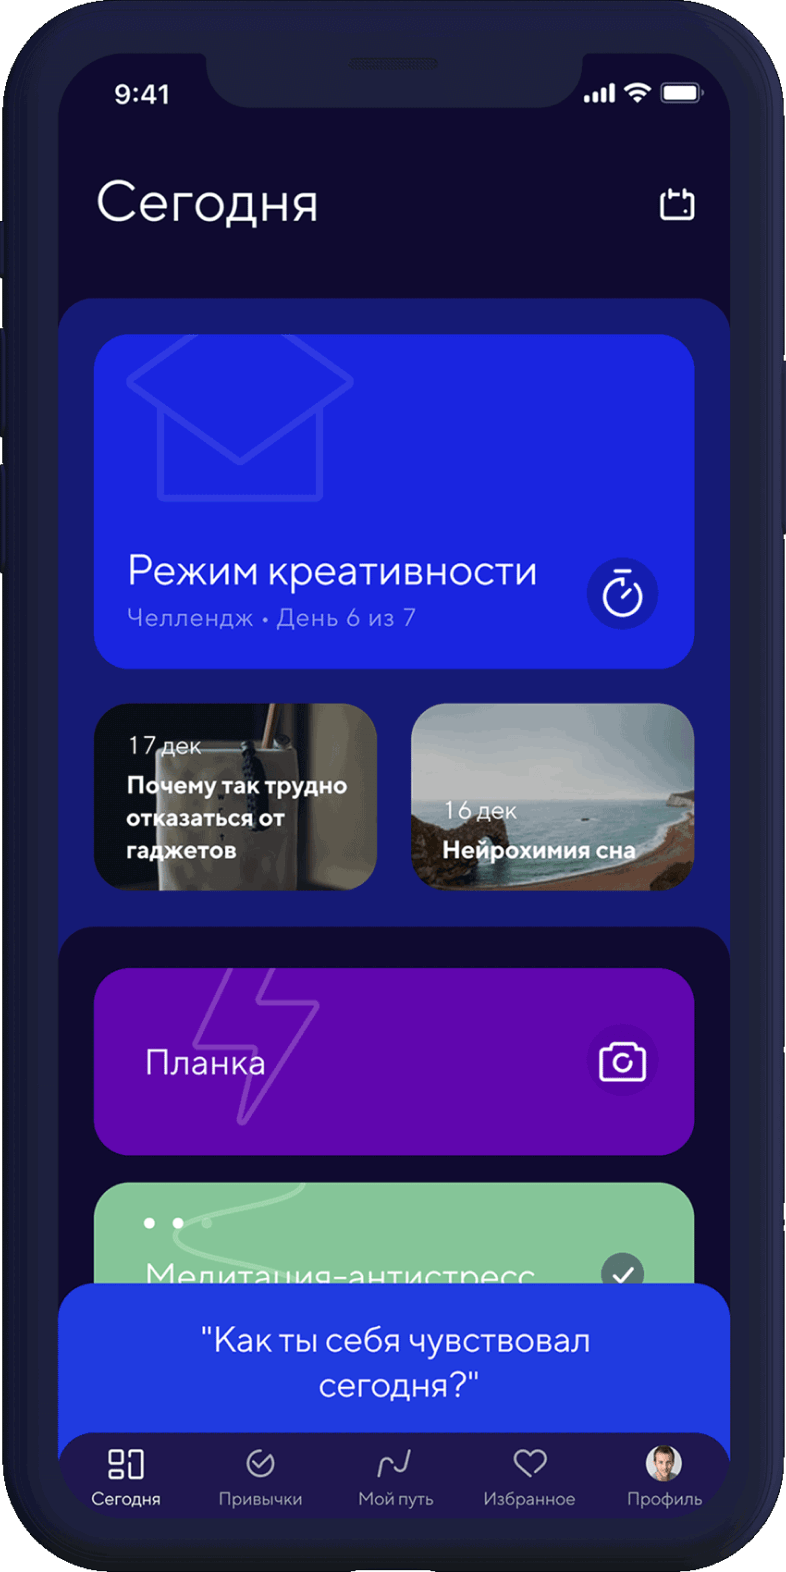 9:41
Сегодня
Режим креативности
Челлендж • День 6 из 7
17 дек
Почему так трудно
отказаться от
гаджетов
16 дек
Нейрохимия сна
Планка
Медитация-антистресс
"Как ты себя чувствовал
сегодня?"
Сегодня
Привычки
Мой путь
Избранное
Профиль